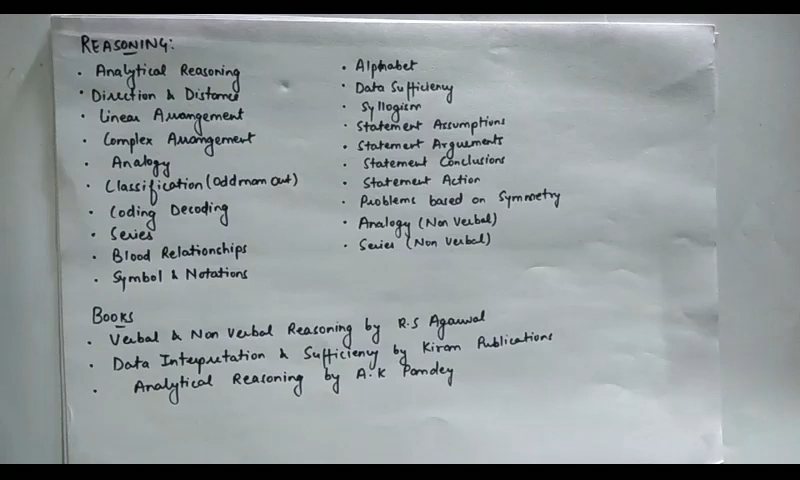 REASONING:
• Analytical Reasoning
• Direction & Distance
• Linear Arrangement
• Complex Arrangement
• Analogy
• Classification (Odd man Out)
• Coding Decoding
• Series
• Blood Relationships
• Symbol & Notations
• Alphabet
• Data Sufficiency
• Syllogism
• Statement Assumptions
• Statement Arguements
• Statement Conclusions
• Statement Action
• Problems based on Symmetry
• Analogy (Non Verbal)
• Series (Non Verbal)
BOOKS
• Verbal & Non Verbal Reasoning by R.S Agarwal
• Data Interpretation & Sufficiency by Kiran Publications
• Analytical Reasoning by A.K Pandey